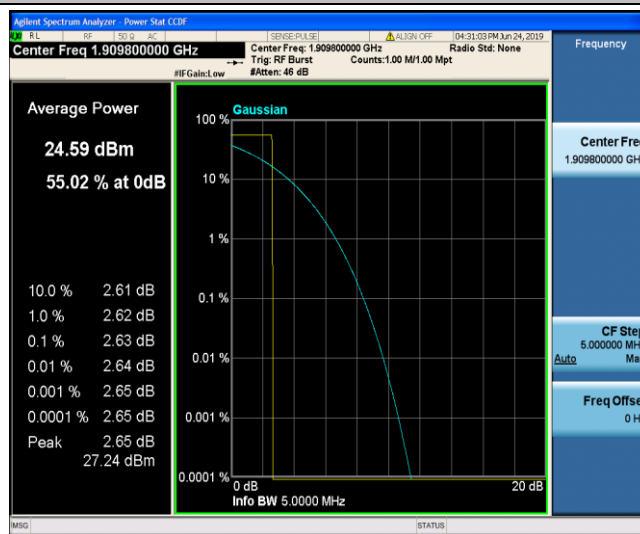 Agilent Spectrum Analyzer - Power Stat CCDF
RL RF 50 Ω AC SENSE:PULSE ALIGN OFF 04:31:03 PM Jun 24, 2019
Center Freq 1.909800000 GHz
Center Freq: 1.909800000 GHz Radio Std: None
Trig: RF Burst Counts:1.00 M/1.00 Mpt
#IFGain:Low #Atten: 46 dB
Frequency
Average Power
24.59 dBm
55.02 % at 0dB
10.0 % 2.61 dB
1.0 % 2.62 dB
0.1 % 2.63 dB
0.01 % 2.64 dB
0.001 % 2.65 dB
0.0001 % 2.65 dB
Peak 2.65 dB
27.24 dBm
Gaussian
100 %
10 %
1 %
0.1 %
0.01 %
0.001 %
0.0001 %
0 dB 20 dB
Info BW 5.0000 MHz
Center Fre
1.909800000 GH
CF Ste
5.000000 MH
Auto Ma
Freq Offse
0 H
MSG STATUS